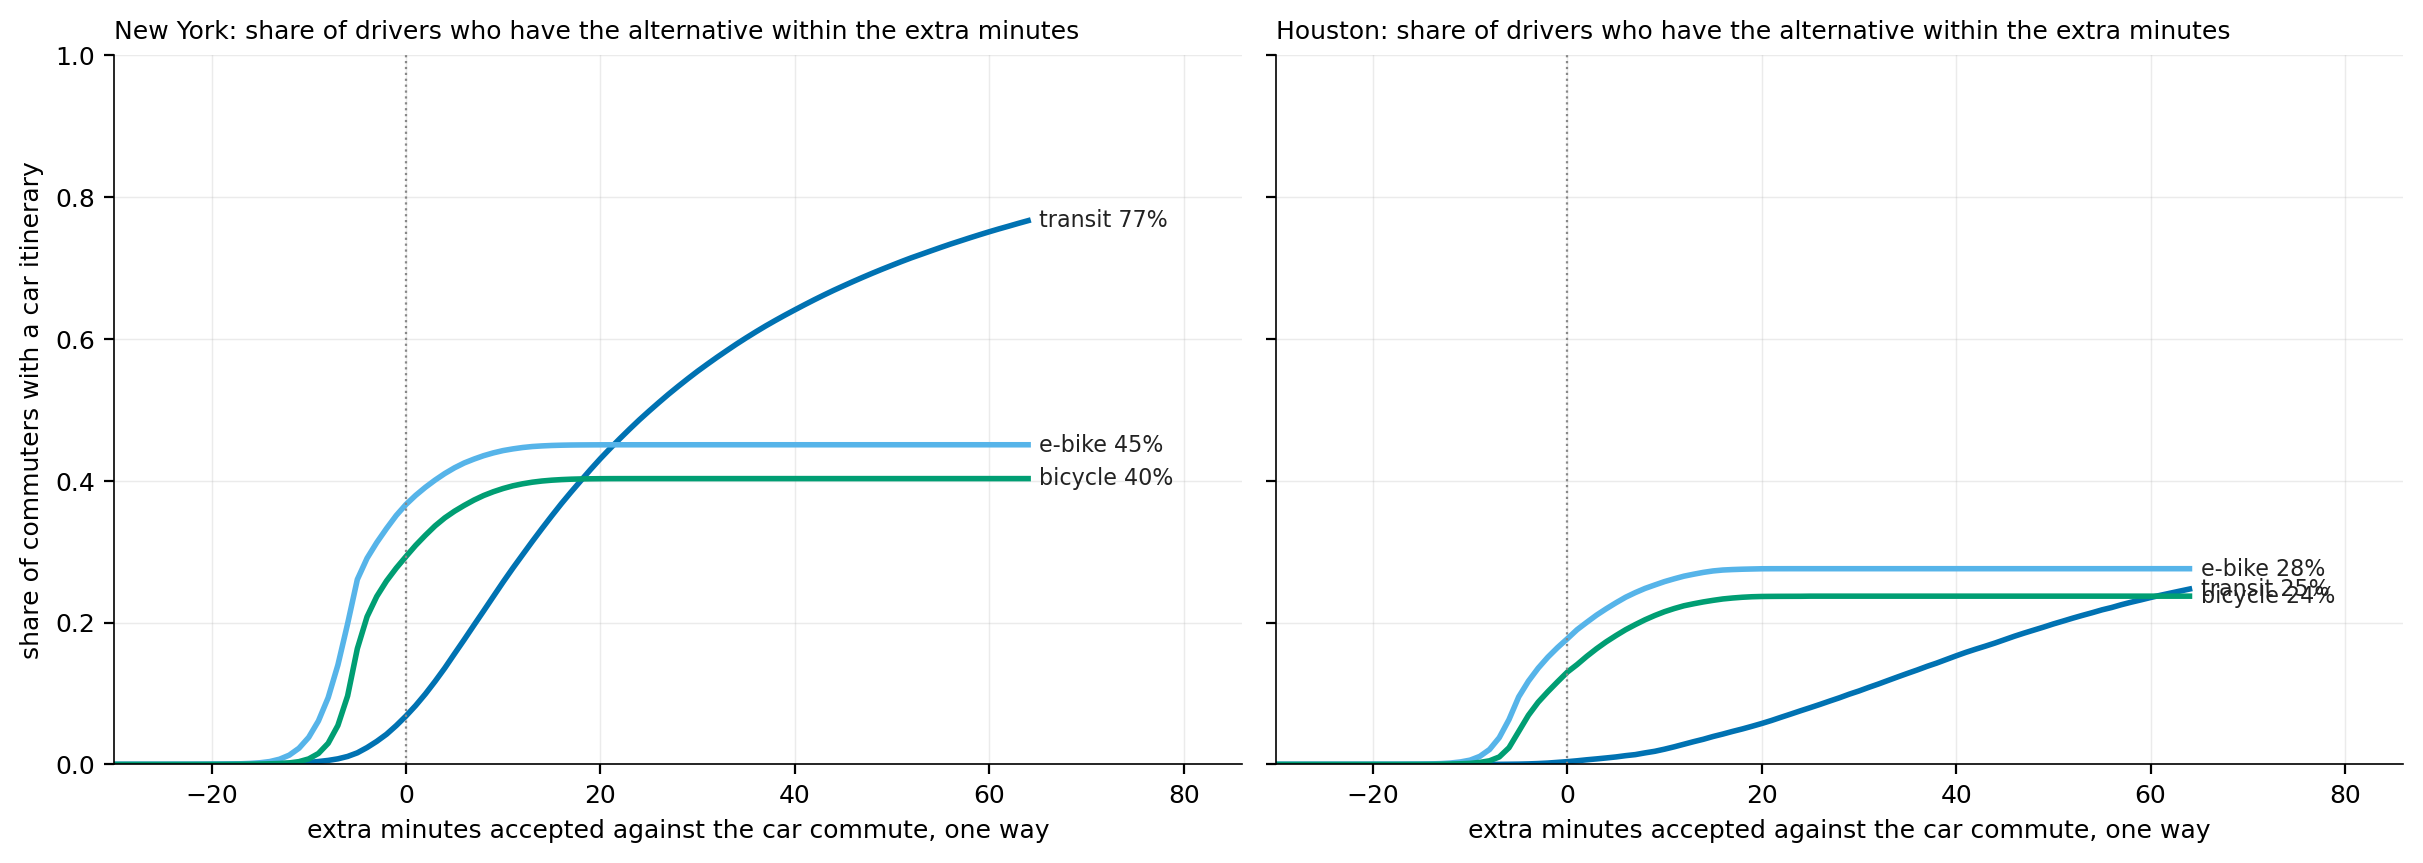 New York: share of drivers who have the alternative within the extra minutes
share of commuters with a car itinerary
1.0
0.8
0.6
0.4
0.2
0.0
transit 77%
e-bike 45%
bicycle 40%
−20 0 20 40 60 80
extra minutes accepted against the car commute, one way
Houston: share of drivers who have the alternative within the extra minutes
e-bike 28%
transit 25%
bicycle 24%
−20 0 20 40 60 80
extra minutes accepted against the car commute, one way